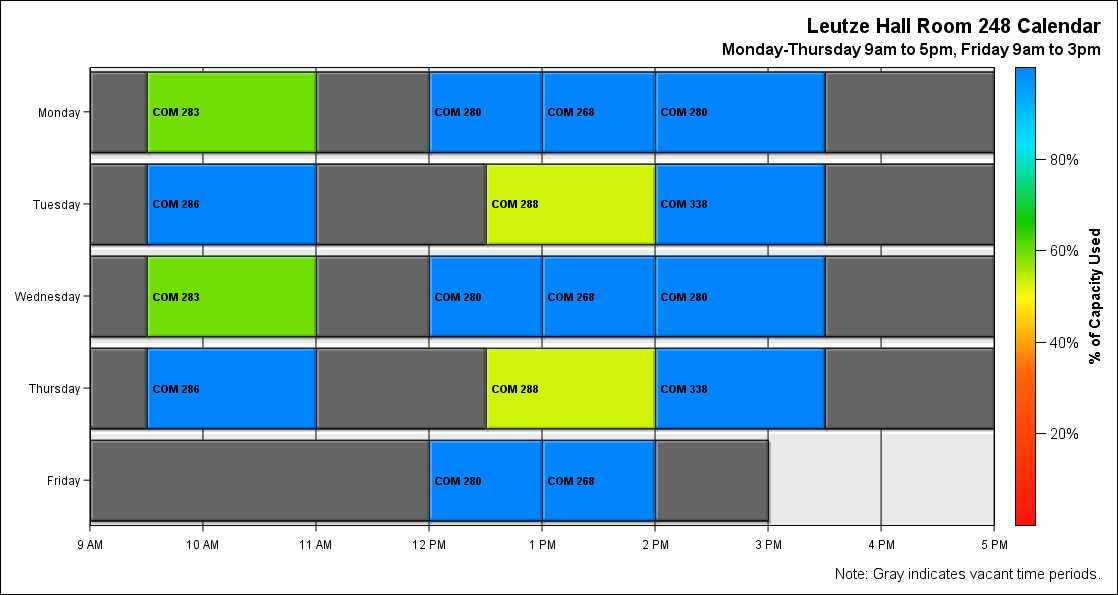 Leutze Hall Room 248 Calendar
Monday-Thursday 9am to 5pm, Friday 9am to 3pm
Monday COM 283 COM 280 COM 268 COM 280
Tuesday COM 286 COM 288 COM 338
Wednesday COM 283 COM 280 COM 268 COM 280
Thursday COM 286 COM 288 COM 338
Friday COM 280 COM 268
9 AM 10 AM 11 AM 12 PM 1 PM 2 PM 3 PM 4 PM 5 PM
80%
60%
40%
20%
% of Capacity Used
Note: Gray indicates vacant time periods.